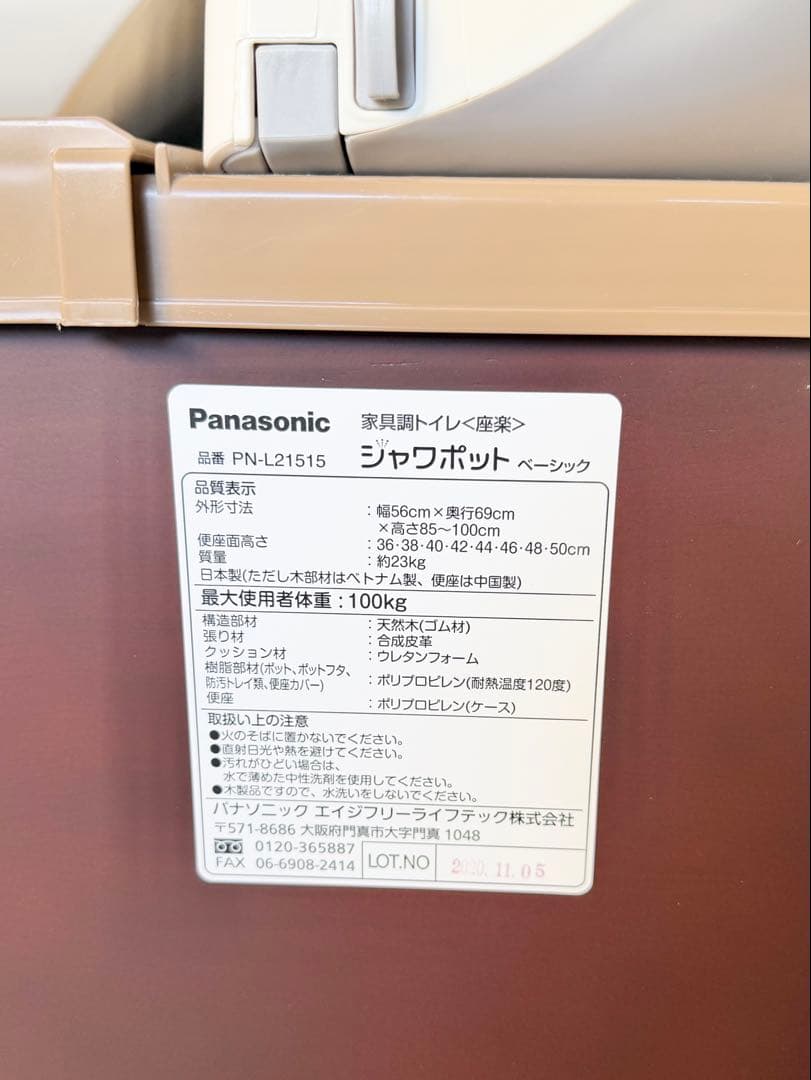 Panasonic 家具調トイレ<座楽>
品番 PN-L21515 ジャワポット ベーシック
品質表示
外形寸法 :幅56cm×奥行69cm
×高さ85~100cm
便座面高さ :36·38·40·42·44·46·48·50cm
質量 :約23kg
日本製(ただし木部材はベトナム製、便座は中国製)
最大使用者体重:100kg
構造部材 :天然木(ゴム材)
張り材 :合成皮革
クッション材 :ウレタンフォーム
樹脂部材(ポット、ポットフタ、
防汚トレイ類、便座カバー) :ポリプロピレン(耐熱温度120度)
便座 :ポリプロピレン(ケース)
取扱い上の注意
●火のそばに置かないでください。
●直射日光や熱を避けてください。
●汚れがひどい場合は、
水で薄めた中性洗剤を使用してください。
●木製品ですので、水洗いをしないでください。
パナソニック エイジフリーライフテック株式会社
〒571-8686 大阪府門真市大字門真 1048
0120-365887
FAX 06-6908-2414 LOT.NO 2020.11.05